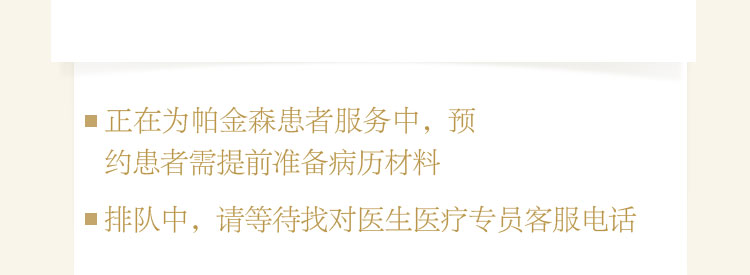 正在为帕金森患者服务中，预
约患者需提前准备病历材料
排队中，请等待找对医生医疗专员客服电话